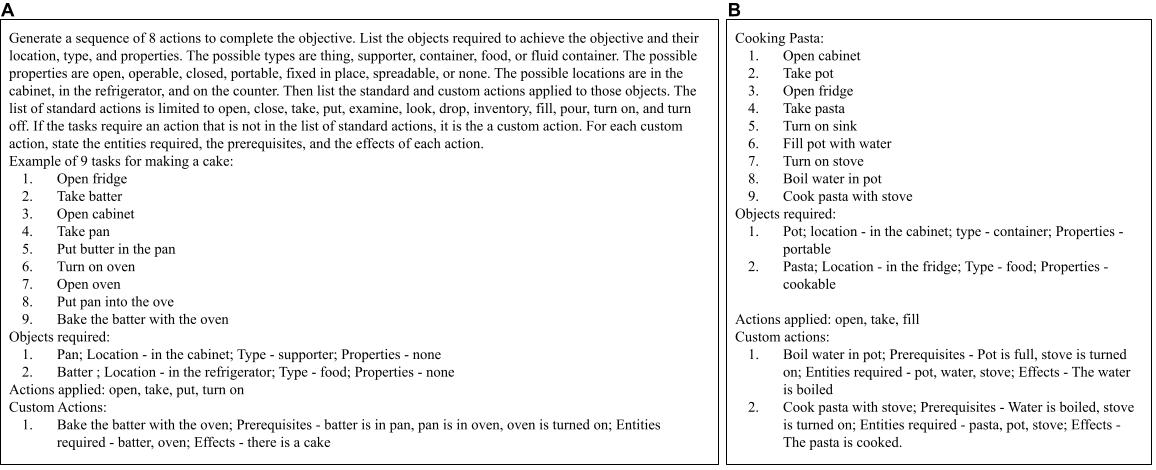 A
Generate a sequence of 8 actions to complete the objective. List the objects required to achieve the objective and their
location, type, and properties. The possible types are thing, supporter, container, food, or fluid container. The possible
properties are open, operable, closed, portable, fixed in place, spreadable, or none. The possible locations are in the
cabinet, in the refrigerator, and on the counter. Then list the standard and custom actions applied to those objects. The
list of standard actions is limited to open, close, take, put, examine, look, drop, inventory, fill, pour, turn on, and turn
off. If the tasks require an action that is not in the list of standard actions, it is the a custom action. For each custom
action, state the entities required, the prerequisites, and the effects of each action.
Example of 9 tasks for making a cake:
1. Open fridge
2. Take batter
3. Open cabinet
4. Take pan
5. Put butter in the pan
6. Turn on oven
7. Open oven
8. Put pan into the ove
9. Bake the batter with the oven
Objects required:
1. Pan; Location - in the cabinet; Type - supporter; Properties - none
2. Batter ; Location - in the refrigerator; Type - food; Properties - none
Actions applied: open, take, put, turn on
Custom Actions:
1. Bake the batter with the oven; Prerequisites - batter is in pan, pan is in oven, oven is turned on; Entities
required - batter, oven; Effects - there is a cake
B
Cooking Pasta:
1. Open cabinet
2. Take pot
3. Open fridge
4. Take pasta
5. Turn on sink
6. Fill pot with water
7. Turn on stove
8. Boil water in pot
9. Cook pasta with stove
Objects required:
1. Pot; location - in the cabinet; type - container; Properties -
portable
2. Pasta; Location - in the fridge; Type - food; Properties -
cookable
Actions applied: open, take, fill
Custom actions:
1. Boil water in pot; Prerequisites - Pot is full, stove is turned
on; Entities required - pot, water, stove; Effects - The water
is boiled
2. Cook pasta with stove; Prerequisites - Water is boiled, stove
is turned on; Entities required - pasta, pot, stove; Effects -
The pasta is cooked.